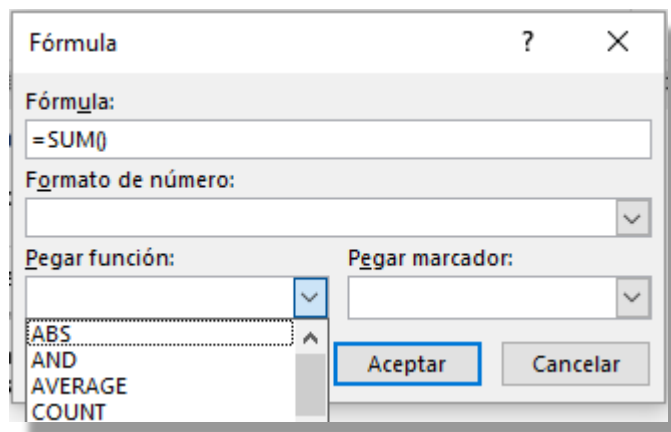 Fórmula ?
Fórmula:
=SUM()
Formato de número:
Pegar función: Pegar marcador:
ABS
AND
AVERAGE
COUNT
Aceptar Cancelar